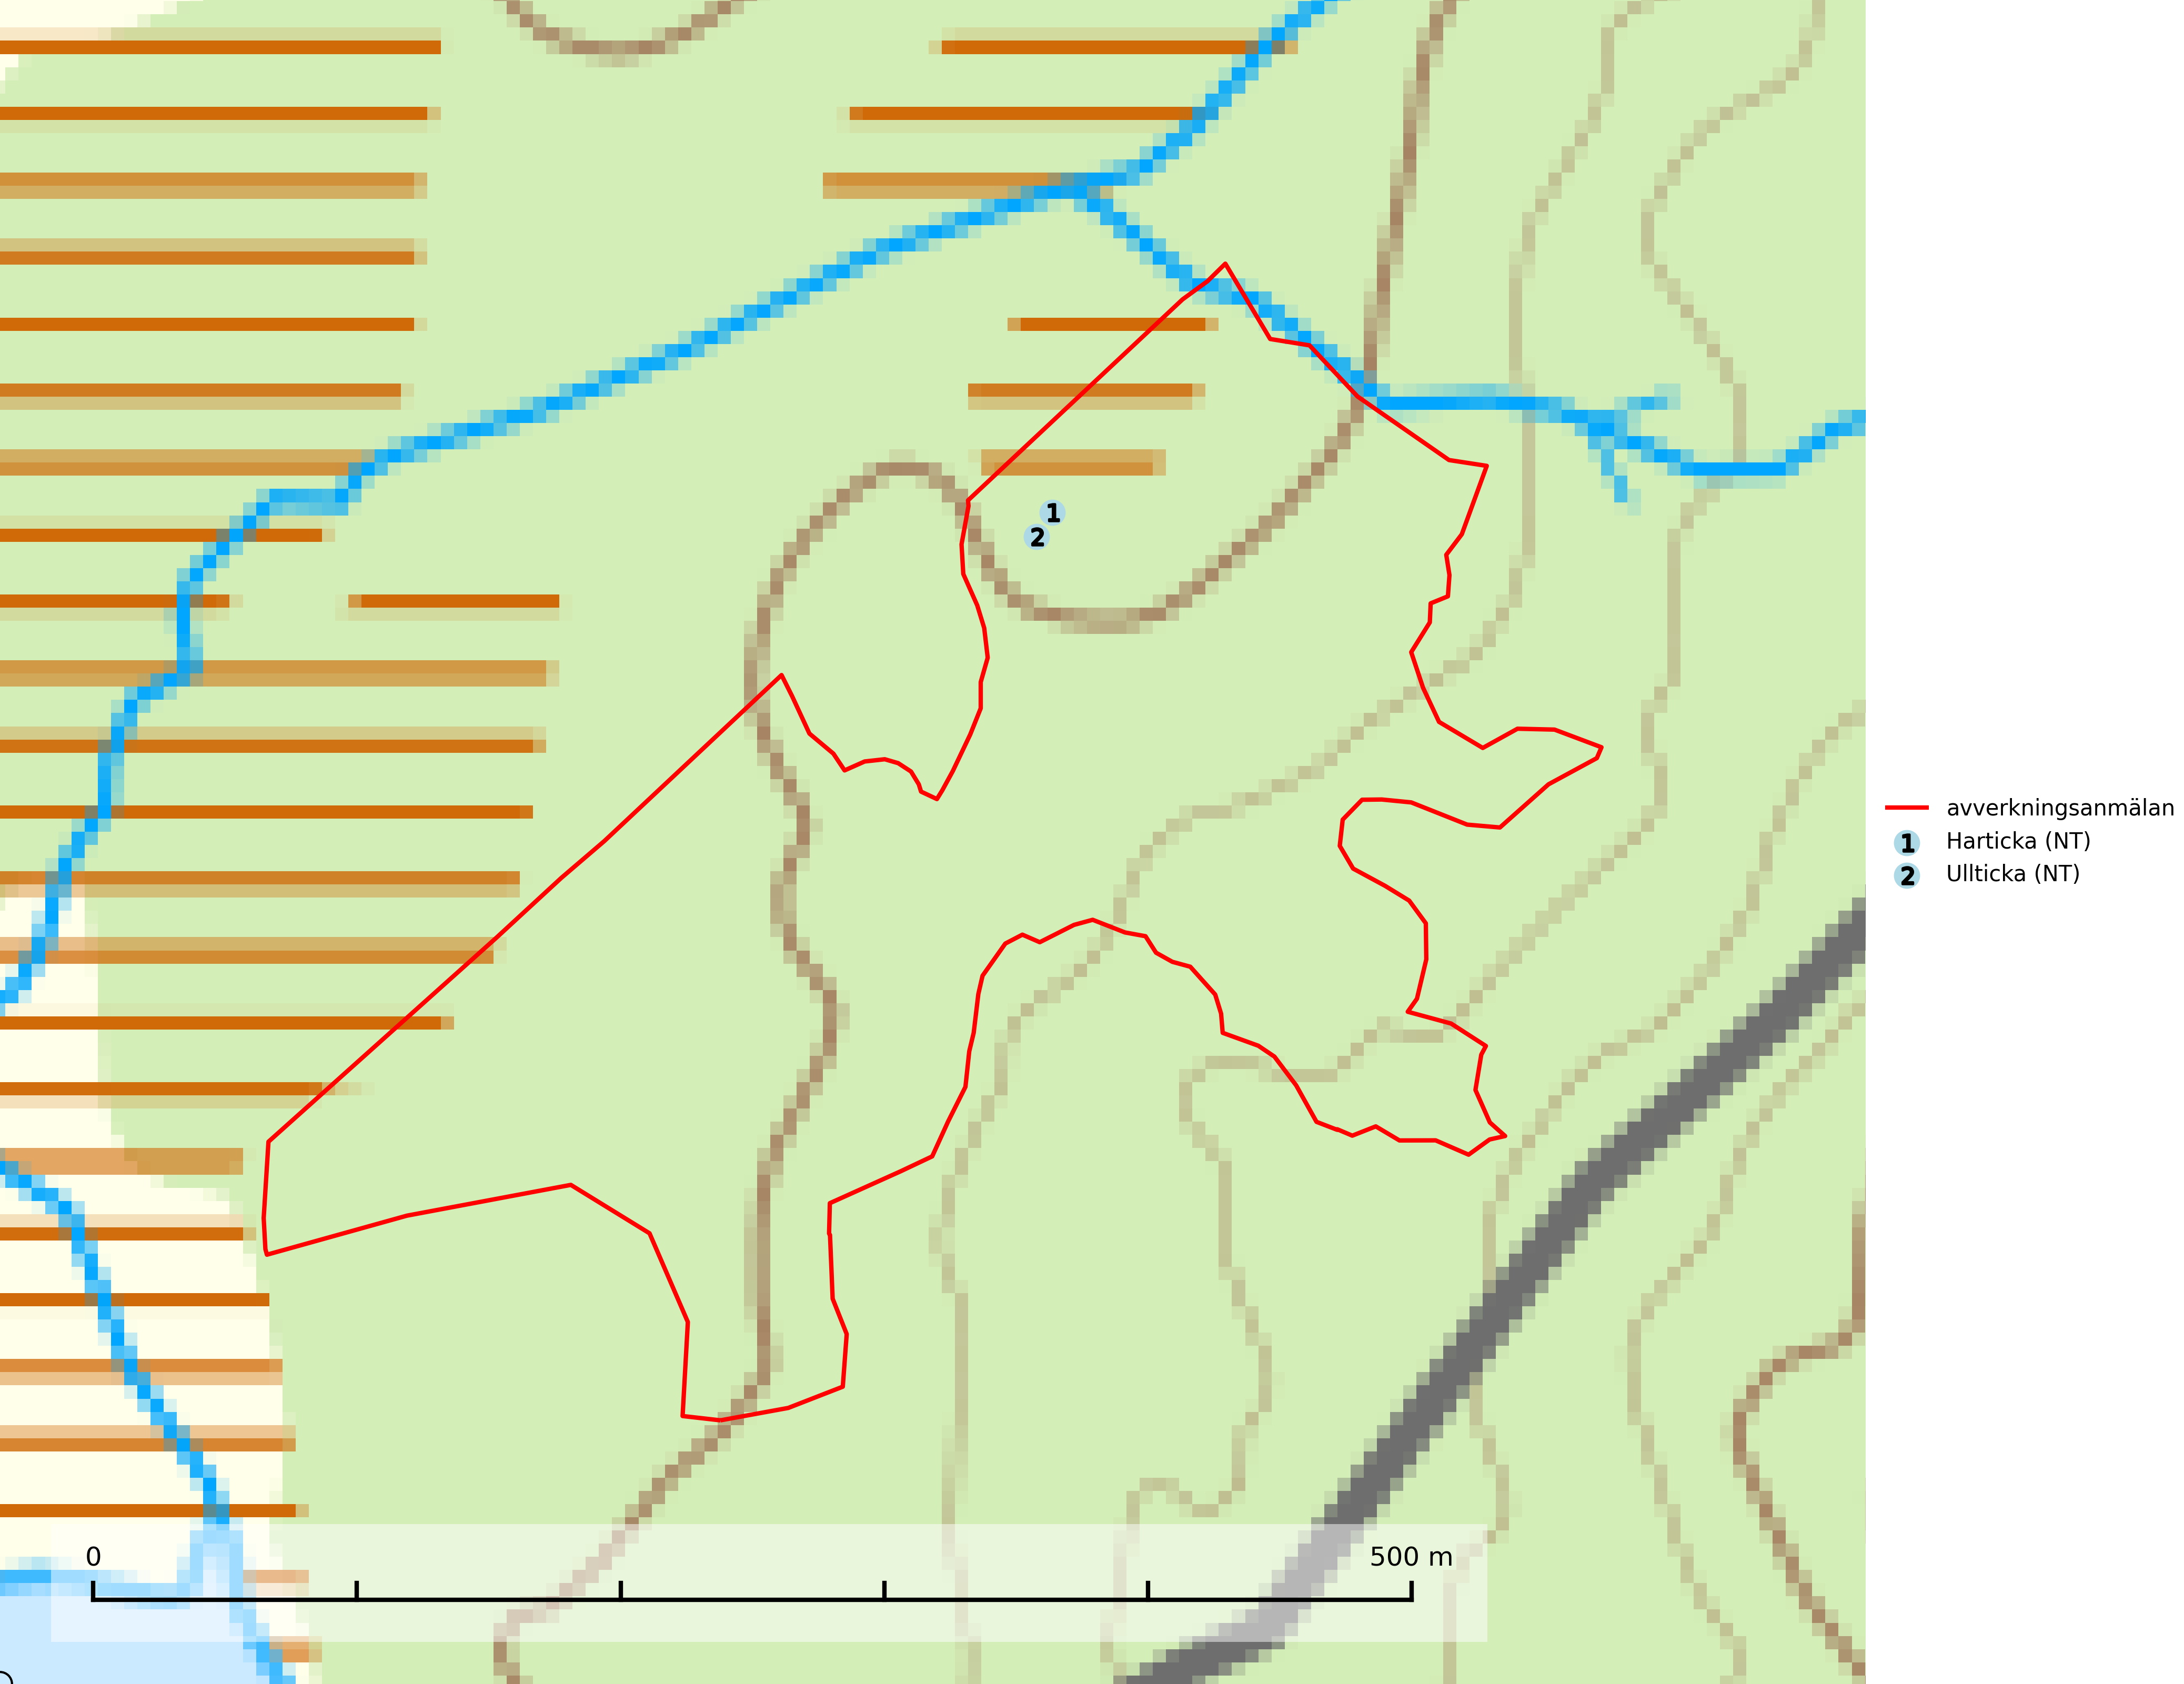 1
2
avverkningsanmälan
1 Harticka (NT)
2 Ullticka (NT)
0 500 m